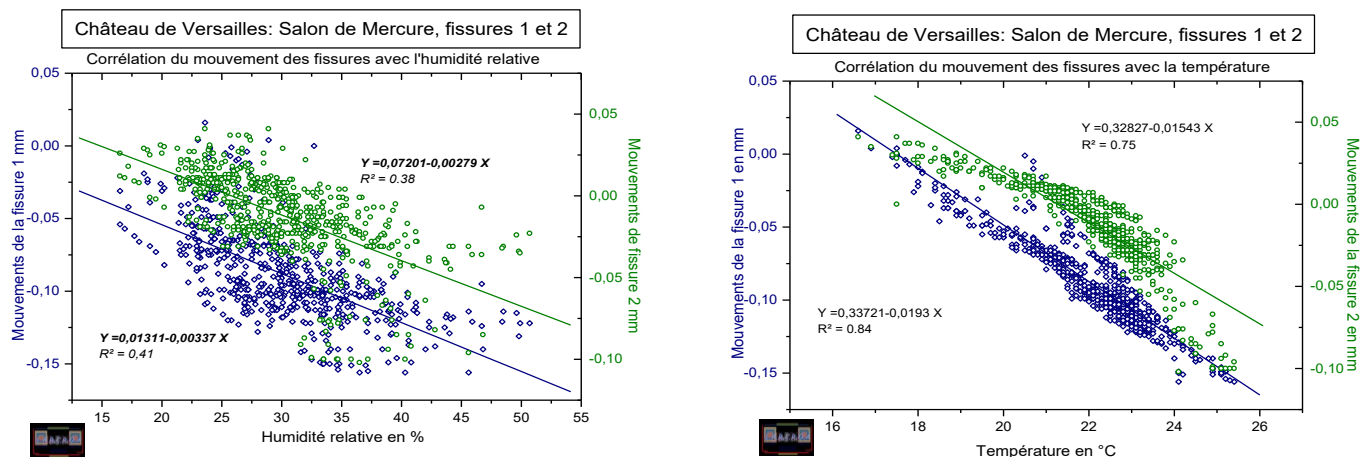 Château de Versailles: Salon de Mercure, fissures 1 et 2
Corrélation du mouvement des fissures avec l'humidité relative
Mouvements de la fissure 1 mm
0,05
0,00
-0,05
-0,10
-0,15
Y =0,07201-0,00279 X
R² = 0.38
Y =0,01311-0,00337 X
R² = 0,41
0,05
0,00
-0,05
-0,10
Mouvements de fissure 2 mm
15 20 25 30 35 40 45 50 55
Humidité relative en %
Château de Versailles: Salon de Mercure, fissures 1 et 2
Corrélation du mouvement des fissures avec la température
Mouvements de la fissure 1 en mm
0,05
0,00
-0,05
-0,10
-0,15
Y =0,32827-0,01543 X
R² = 0.75
Y =0,33721-0,0193 X
R² = 0.84
0,05
0,00
-0,05
-0,10
Mouvements de la fissure 2 en mm
16 18 20 22 24 26
Température en °C